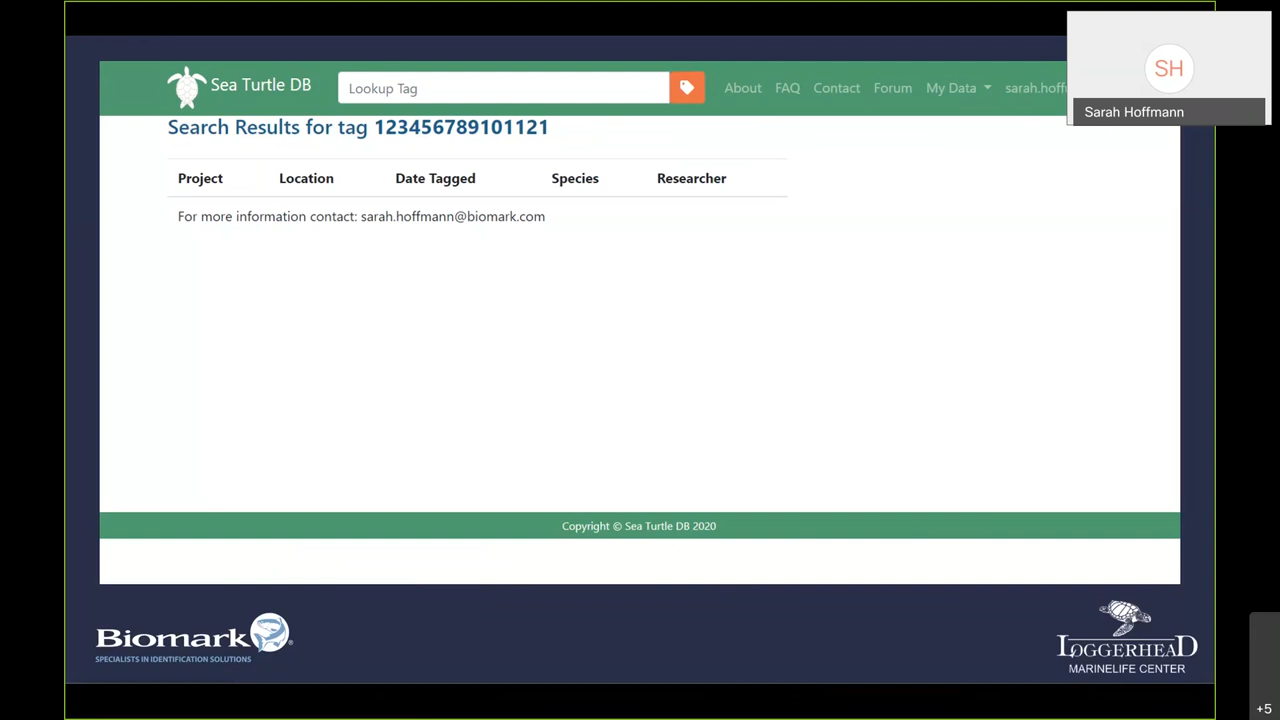 Sea Turtle DB
Lookup Tag
About FAQ Contact Forum My Data sarah.hoff
SH
Sarah Hoffmann
Search Results for tag 123456789101121
Project Location Date Tagged Species Researcher
For more information contact: sarah.hoffmann@biomark.com
Copyright © Sea Turtle DB 2020
Biomark
SPECIALISTS IN IDENTIFICATION SOLUTIONS
LOGGERHEAD
MARINELIFE CENTER
+5